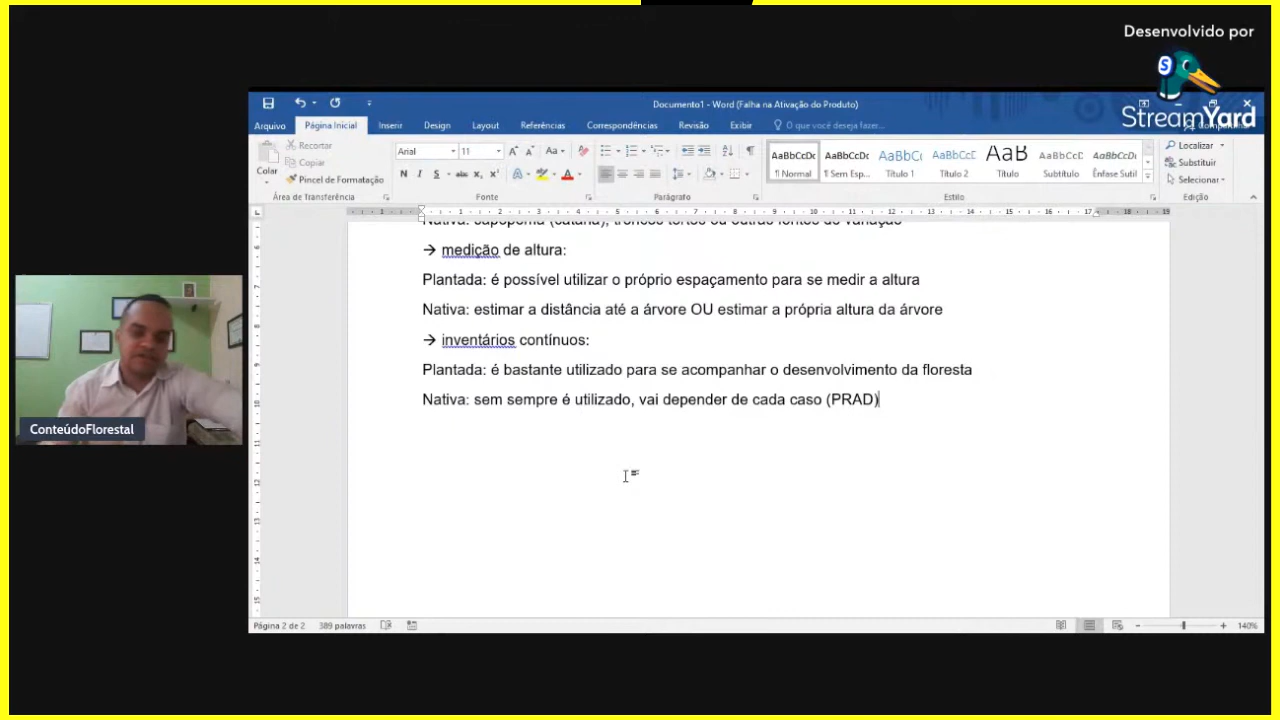 Desenvolvido por
StreamYard
Documento1 - Word (Falha na Ativação do Produto)
Arquivo Página Inicial Inserir Design Layout Referências Correspondências Revisão Exibir O que você deseja fazer...
Recortar
Copiar
Pincel de Formatação
Colar
Arial 11
AaBbCcDc AaBbCcDc AaBbC AaBbCcC AaB AaBbCcD AaBbCcD
¶ Normal ¶ Sem Esp... Título 1 Título 2 Título Subtítulo Ênfase Sutil
Localizar
Substituir
Selecionar
Área de Transferência Fonte Parágrafo Estilo Edição
→ medição de altura:
Plantada: é possível utilizar o próprio espaçamento para se medir a altura
Nativa: estimar a distância até a árvore OU estimar a própria altura da árvore
→ inventários contínuos:
Plantada: é bastante utilizado para se acompanhar o desenvolvimento da floresta
Nativa: sem sempre é utilizado, vai depender de cada caso (PRAD)
ConteúdoFlorestal
Página 2 de 2 389 palavras 140%